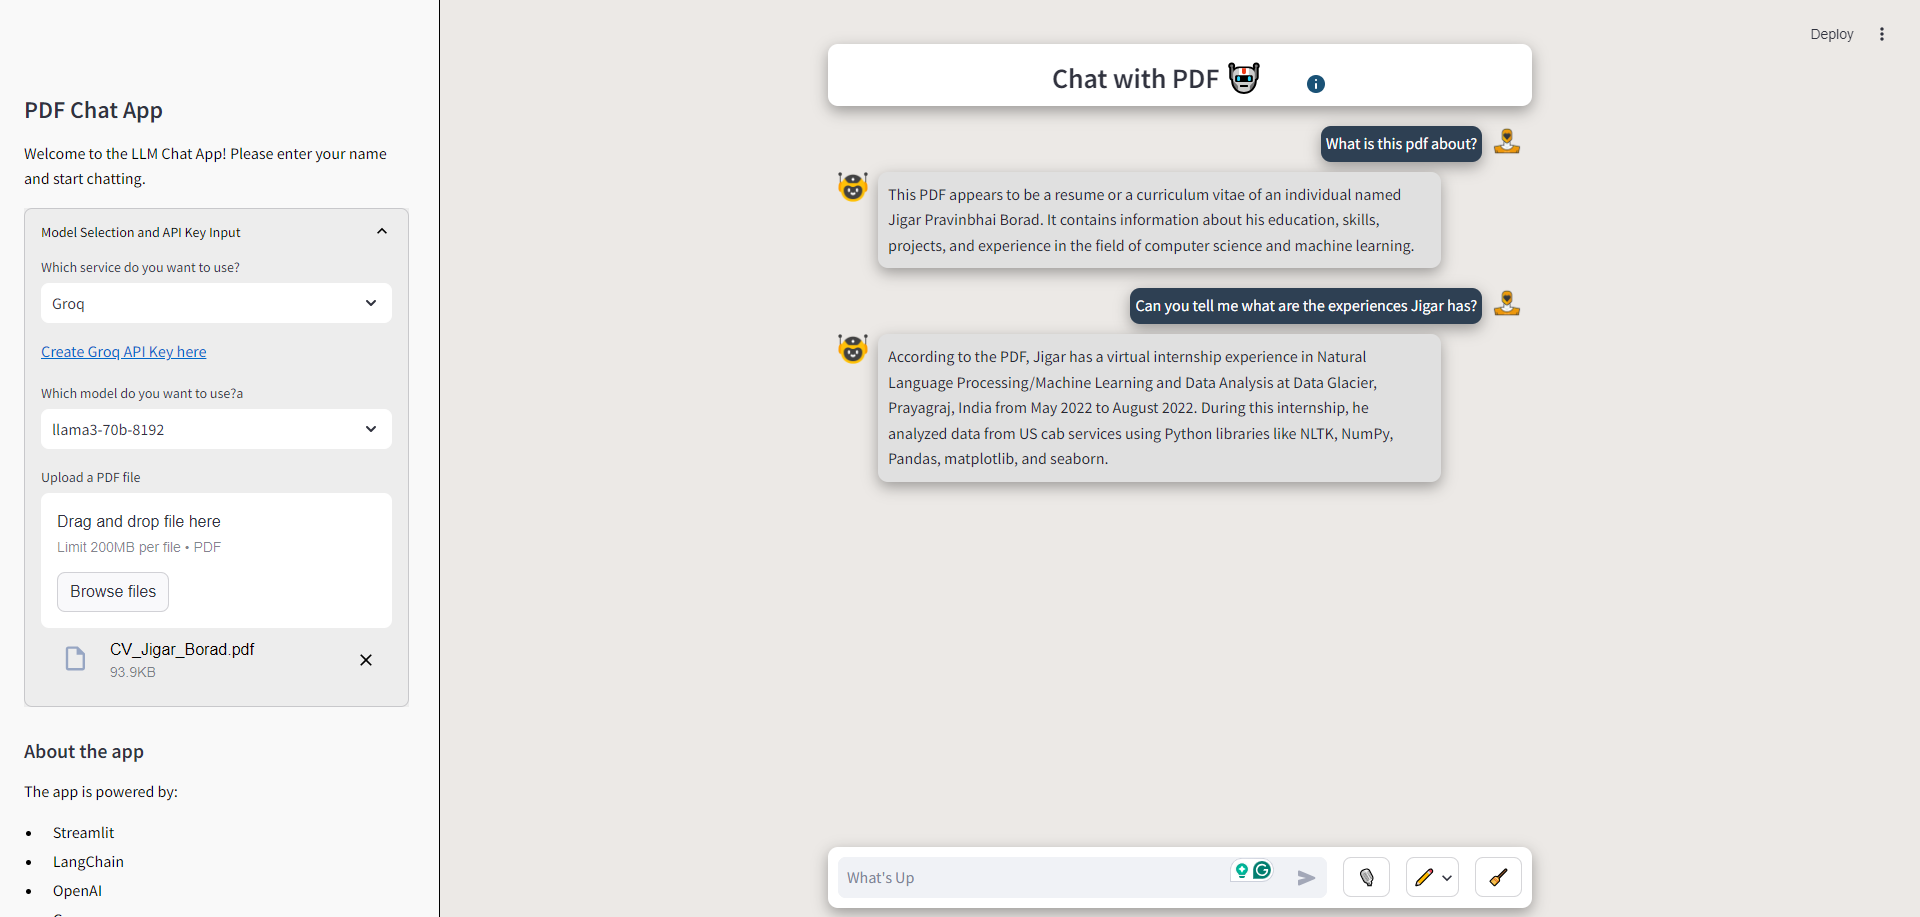 PDF Chat App
Welcome to the LLM Chat App! Please enter your name
and start chatting.
Model Selection and API Key Input
Which service do you want to use?
Groq
Create Groq API Key here
Which model do you want to use?a
llama3-70b-8192
Upload a PDF file
Drag and drop file here
Limit 200MB per file • PDF
Browse files
CV_Jigar_Borad.pdf
93.9KB
About the app
The app is powered by:
• Streamlit
• LangChain
• OpenAI
Deploy
Chat with PDF
What is this pdf about?
This PDF appears to be a resume or a curriculum vitae of an individual named
Jigar Pravinbhai Borad. It contains information about his education, skills,
projects, and experience in the field of computer science and machine learning.
Can you tell me what are the experiences Jigar has?
According to the PDF, Jigar has a virtual internship experience in Natural
Language Processing/Machine Learning and Data Analysis at Data Glacier,
Prayagraj, India from May 2022 to August 2022. During this internship, he
analyzed data from US cab services using Python libraries like NLTK, NumPy,
Pandas, matplotlib, and seaborn.
What's Up